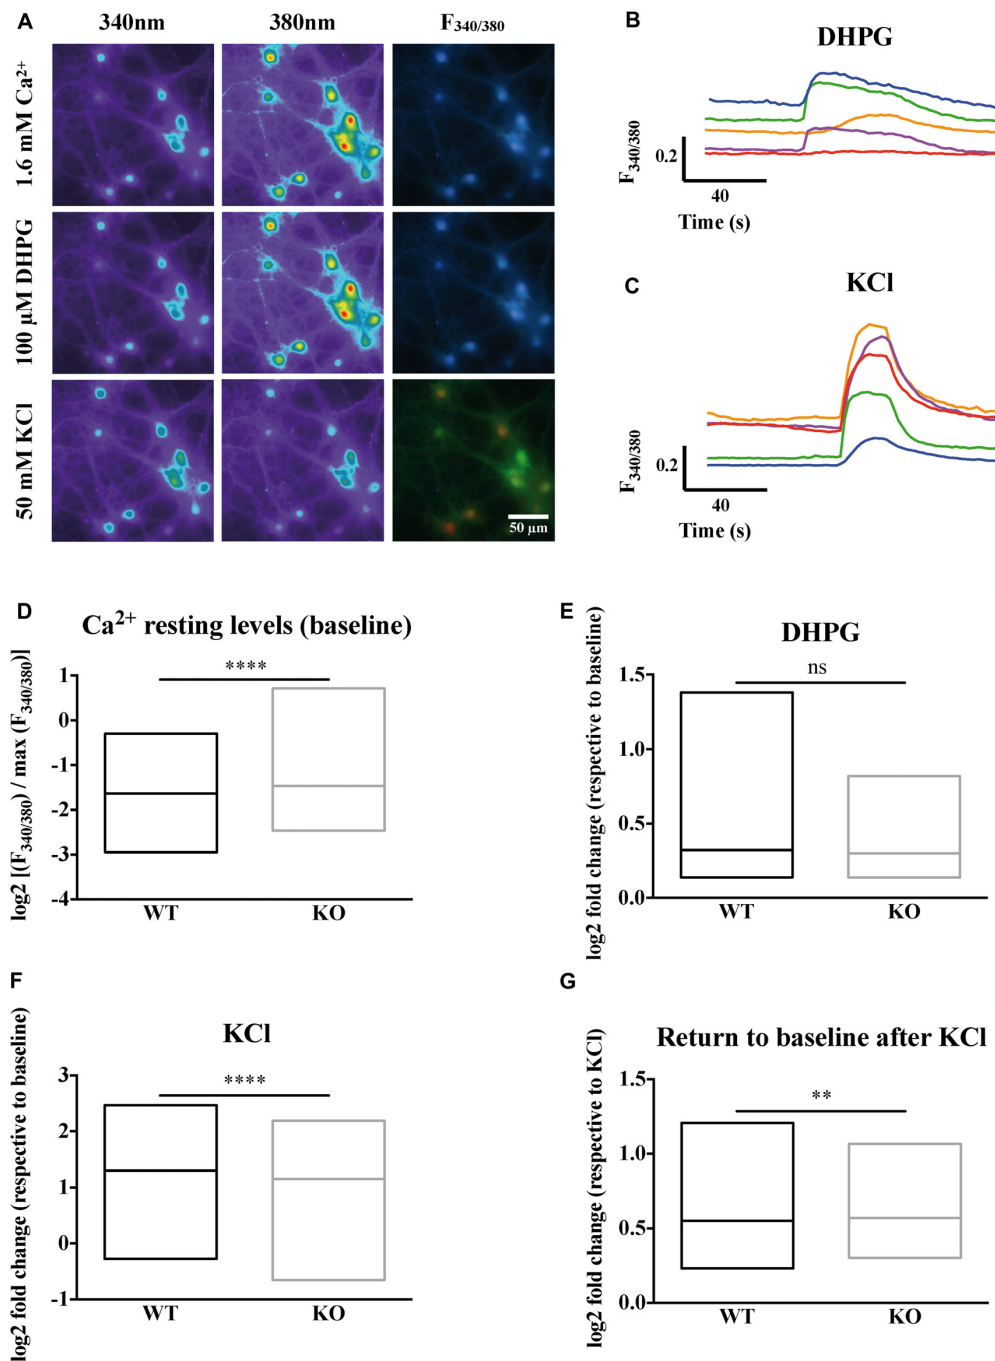 A
340nm
380nm
F340/380
1.6 mM Ca2+
100 µM DHPG
50 mM KCl
50 µm
B
DHPG
F340/380
0.2
40
Time (s)
C
KCl
F340/380
0.2
40
Time (s)
D
Ca2+ resting levels (baseline)
log2 [(F340/380) / max (F340/380)]
****
1
0
-1
-2
-3
-4
WT
KO
E
DHPG
log2 fold change (respective to baseline)
ns
1.5
1.0
0.5
0.0
WT
KO
F
KCl
log2 fold change (respective to baseline)
****
3
2
1
0
-1
WT
KO
G
Return to baseline after KCl
log2 fold change (respective to KCl)
**
1.5
1.0
0.5
0.0
WT
KO